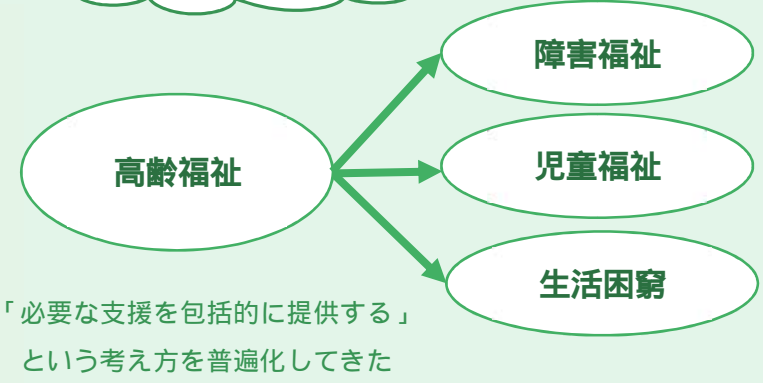 障害福祉
高齢福祉
児童福祉
生活困窮
「必要な支援を包括的に提供する」
という考え方を普遍化してきた